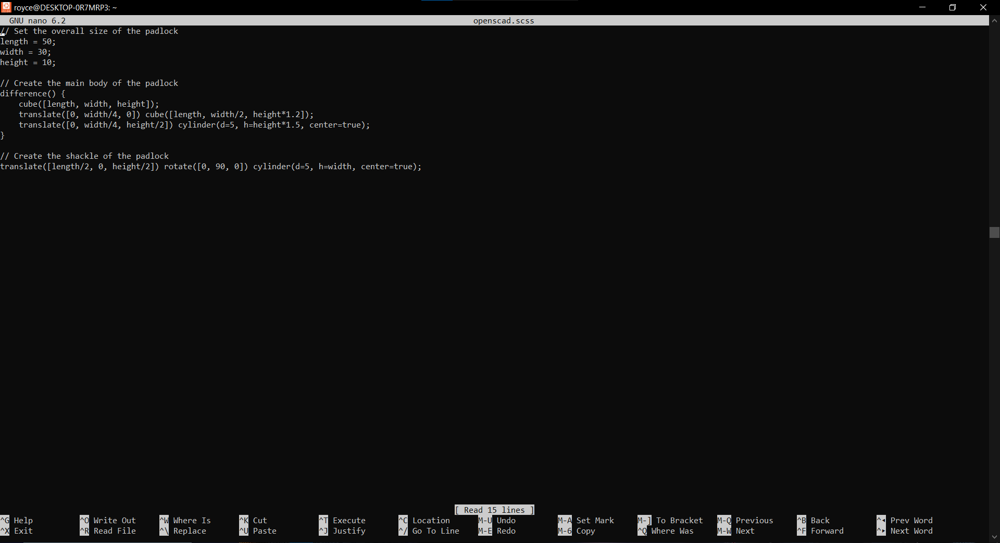 royce@DESKTOP-0R7MRP3: ~
GNU nano 6.2 openscad.scss
// Set the overall size of the padlock
length = 50;
width = 30;
height = 10;

// Create the main body of the padlock
difference() {
    cube([length, width, height]);
    translate([0, width/4, 0]) cube([length, width/2, height*1.2]);
    translate([0, width/4, height/2]) cylinder(d=5, h=height*1.5, center=true);
}

// Create the shackle of the padlock
translate([length/2, 0, height/2]) rotate([0, 90, 0]) cylinder(d=5, h=width, center=true);

[ Read 15 lines ]
^G Help ^O Write Out ^W Where Is ^K Cut ^T Execute ^C Location M-U Undo M-A Set Mark M-] To Bracket M-Q Previous ^B Back ^◂ Prev Word
^X Exit ^R Read File ^\ Replace ^U Paste ^J Justify ^/ Go To Line M-E Redo M-6 Copy ^Q Where Was M-W Next ^F Forward ^▸ Next Word